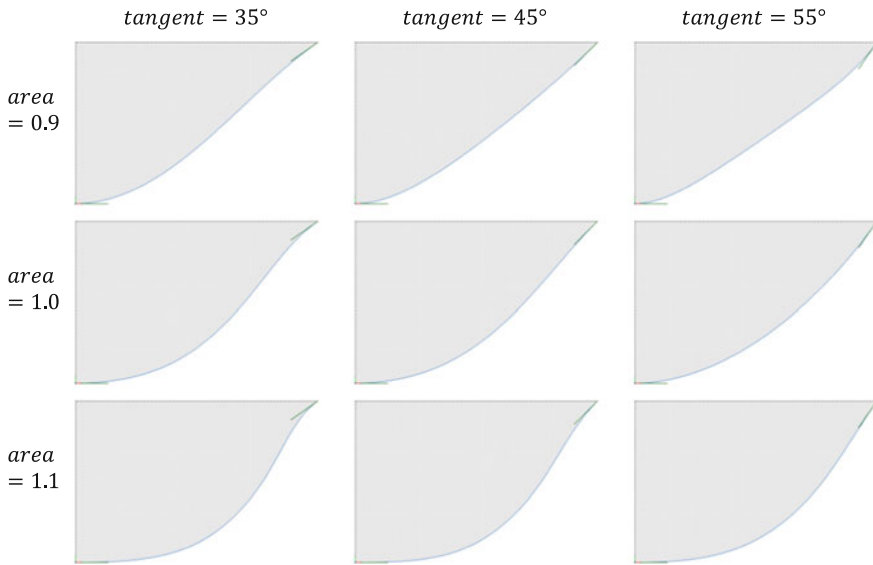 tangent = 35° tangent = 45° tangent = 55°
area
= 0.9
area
= 1.0
area
= 1.1